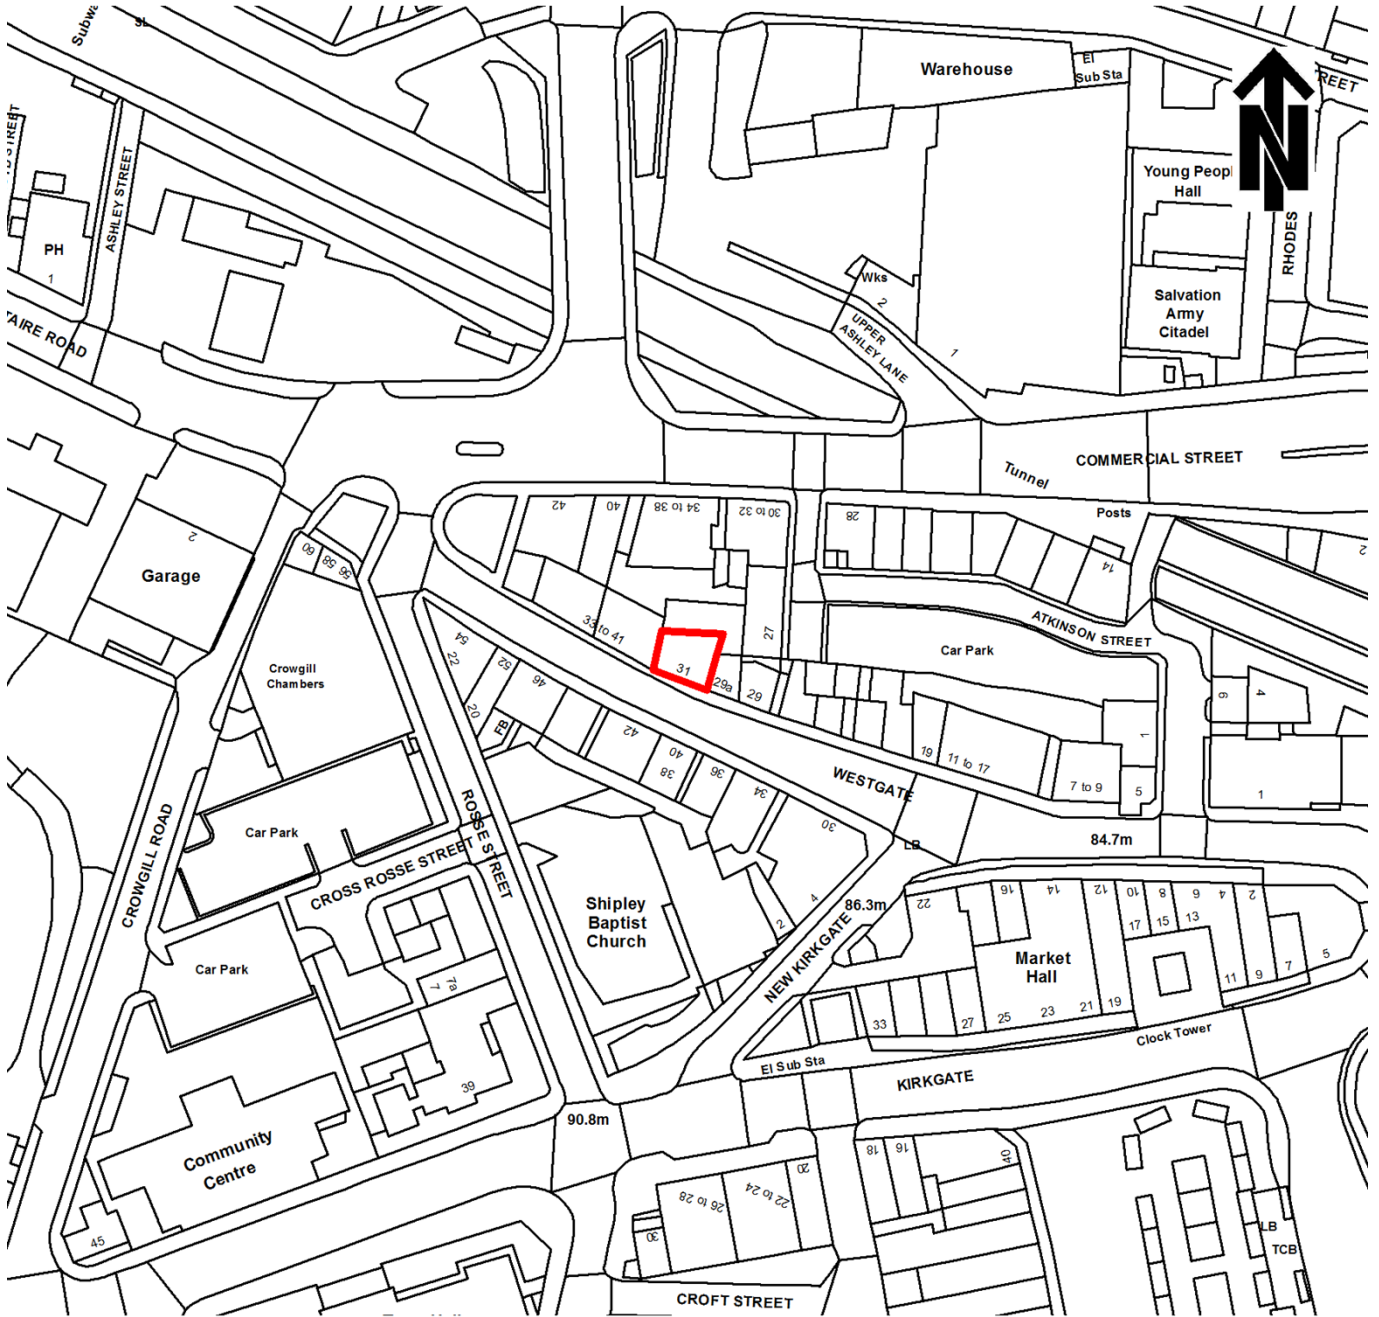 Subwa
SL
Warehouse
El
Sub Sta
STREET
N
Young Peopl
Hall
RHODES
ASHLEY STREET
PH
1
Wks
2
UPPER
ASHLEY LANE
1
Salvation
Army
Citadel
TAIRE ROAD
COMMERCIAL STREET
Tunnel
Posts
42
40
34 to 38
30 to 32
28
14
2
2
Garage
60
58
56
33 to 41
27
ATKINSON STREET
Car Park
31
29a
29
6
4
54
22
52
46
20
FB
Crowgill
Chambers
42
40
38
36
34
30
WESTGATE
19
11 to 17
7 to 9
5
1
1
84.7m
LB
CROWGILL ROAD
Car Park
ROSSE STREET
CROSS ROSSE STREET
Shipley
Baptist
Church
2
4
NEW KIRKGATE
86.3m
22
16
14
12
10
8
6
4
2
17
15
13
Market
Hall
11
9
7
5
Car Park
7
7a
33
27
25
23
21
19
Clock Tower
El Sub Sta
KIRKGATE
39
90.8m
Community
Centre
45
18
16
40
20
22 to 24
26 to 28
30
LB
TCB
CROFT STREET